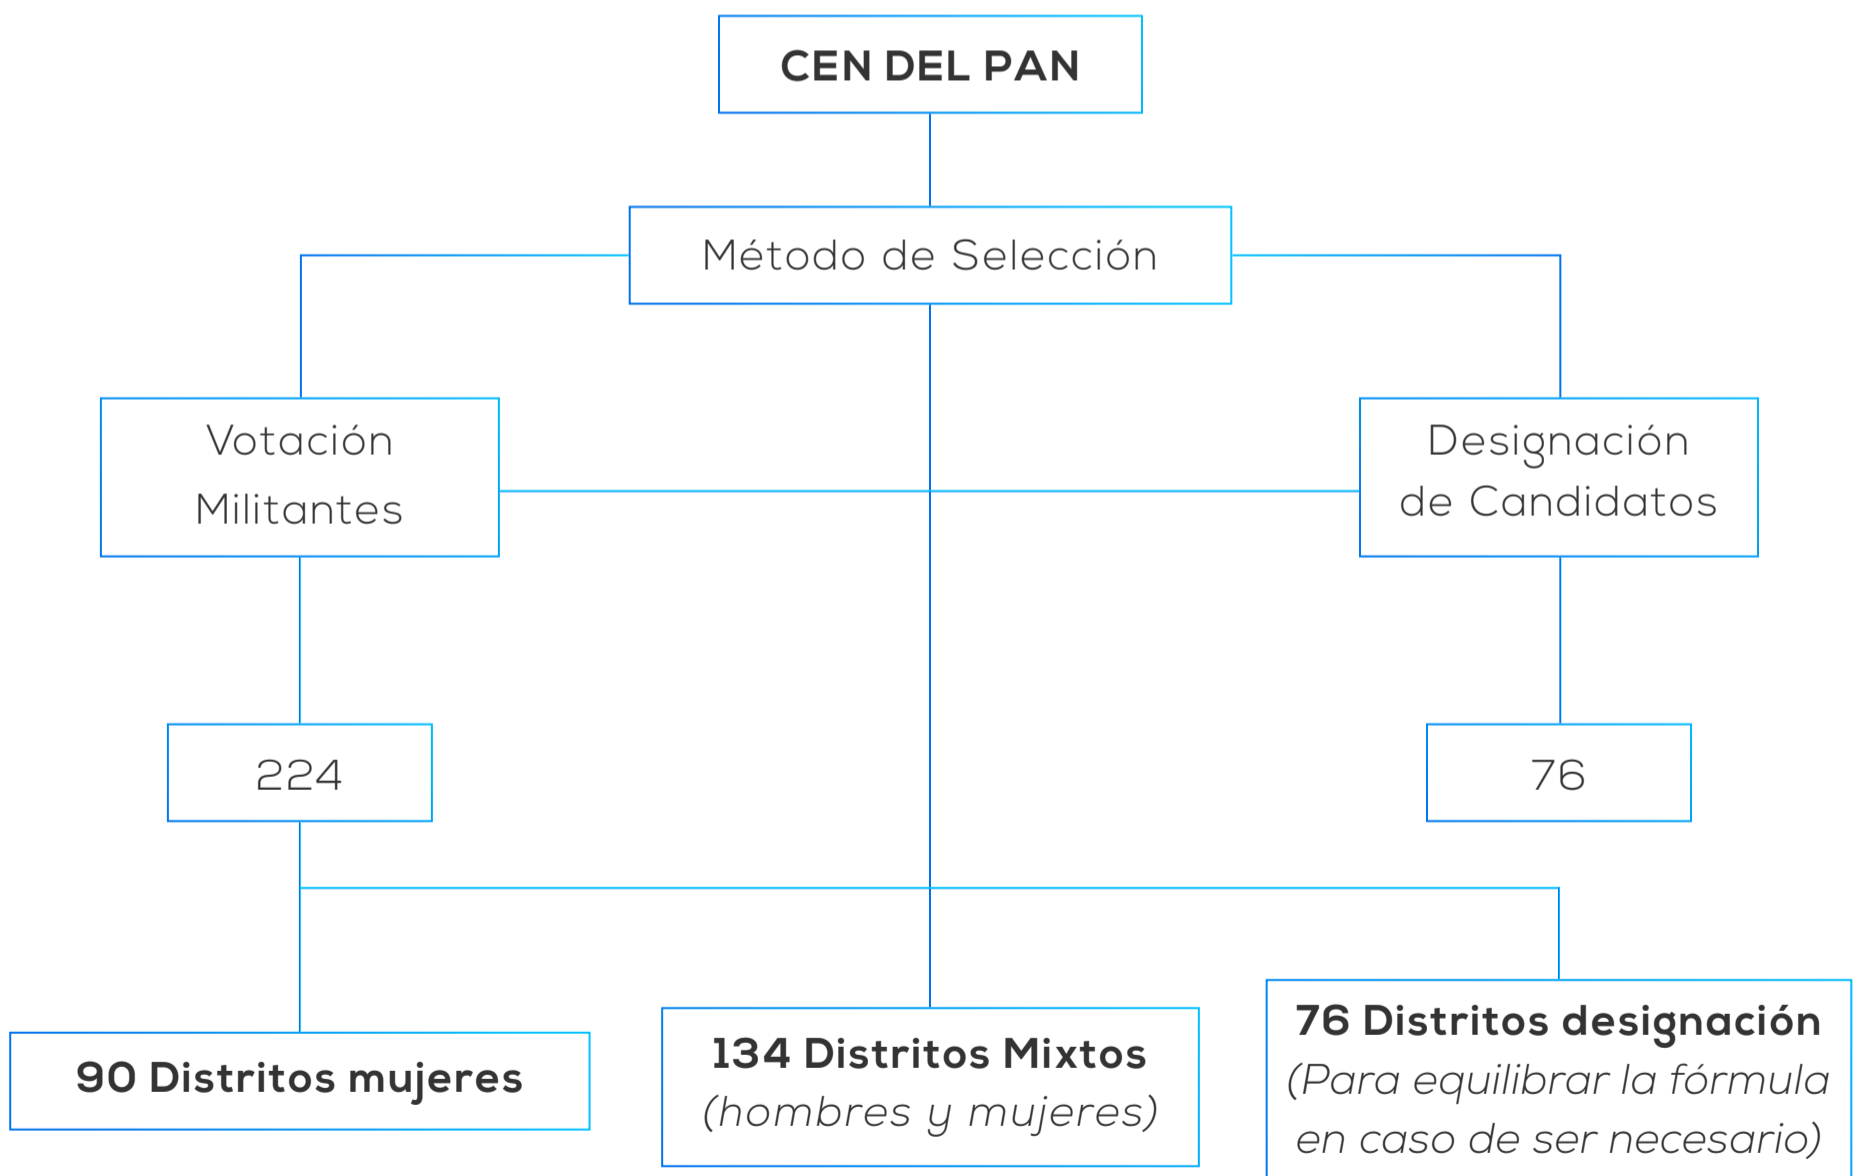 CEN DEL PAN
Método de Selección
Votación
Militantes
Designación
de Candidatos
224
76
90 Distritos mujeres
134 Distritos Mixtos
(hombres y mujeres)
76 Distritos designación
(Para equilibrar la fórmula
en caso de ser necesario)